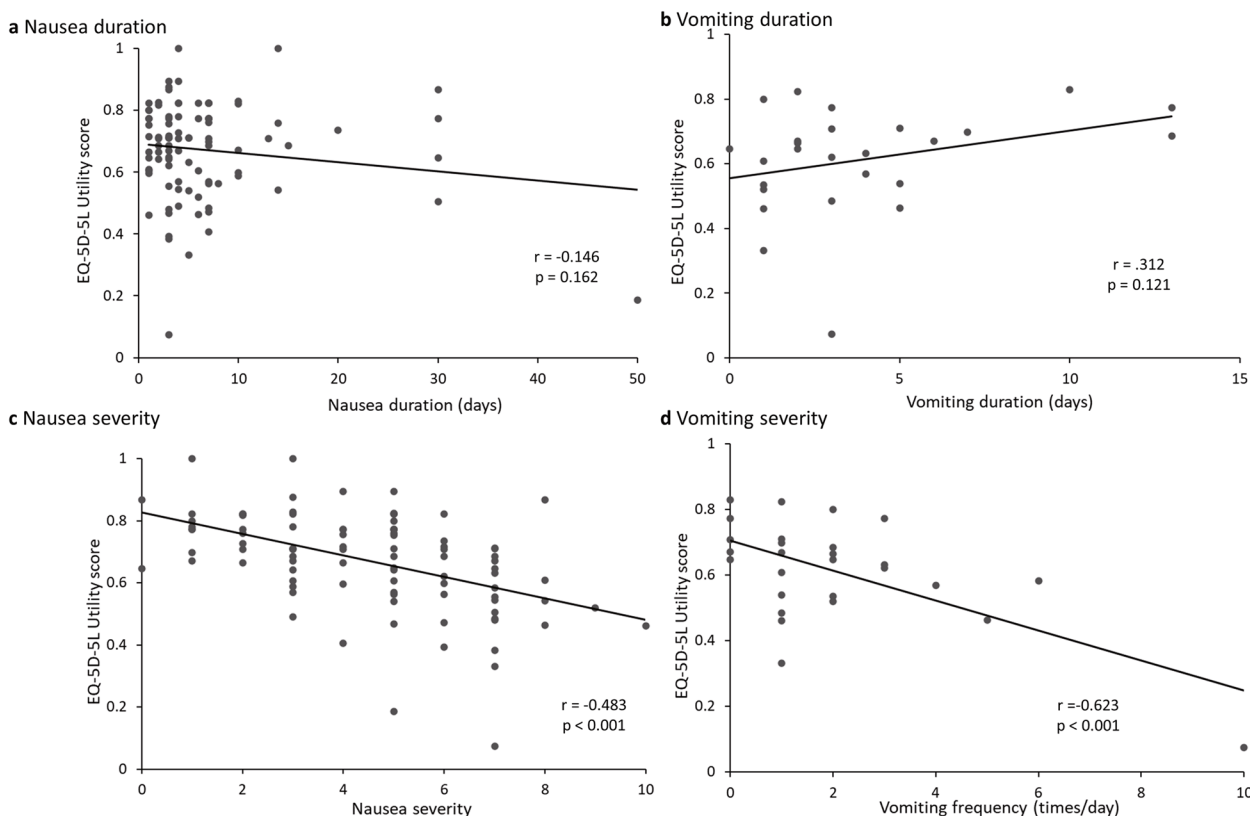 a Nausea duration
1
0.8
0.6
0.4
0.2
0
EQ-5D-5L Utility score
r = -0.146
p = 0.162
0 10 20 30 40 50
Nausea duration (days)
b Vomiting duration
1
0.8
0.6
0.4
0.2
0
EQ-5D-5L Utility score
r = .312
p = 0.121
0 5 10 15
Vomiting duration (days)
c Nausea severity
1
0.8
0.6
0.4
0.2
0
EQ-5D-5L Utility score
r = -0.483
p < 0.001
0 2 4 6 8 10
Nausea severity
d Vomiting severity
1
0.8
0.6
0.4
0.2
0
EQ-5D-5L Utility score
r =-0.623
p < 0.001
0 2 4 6 8 10
Vomiting frequency (times/day)